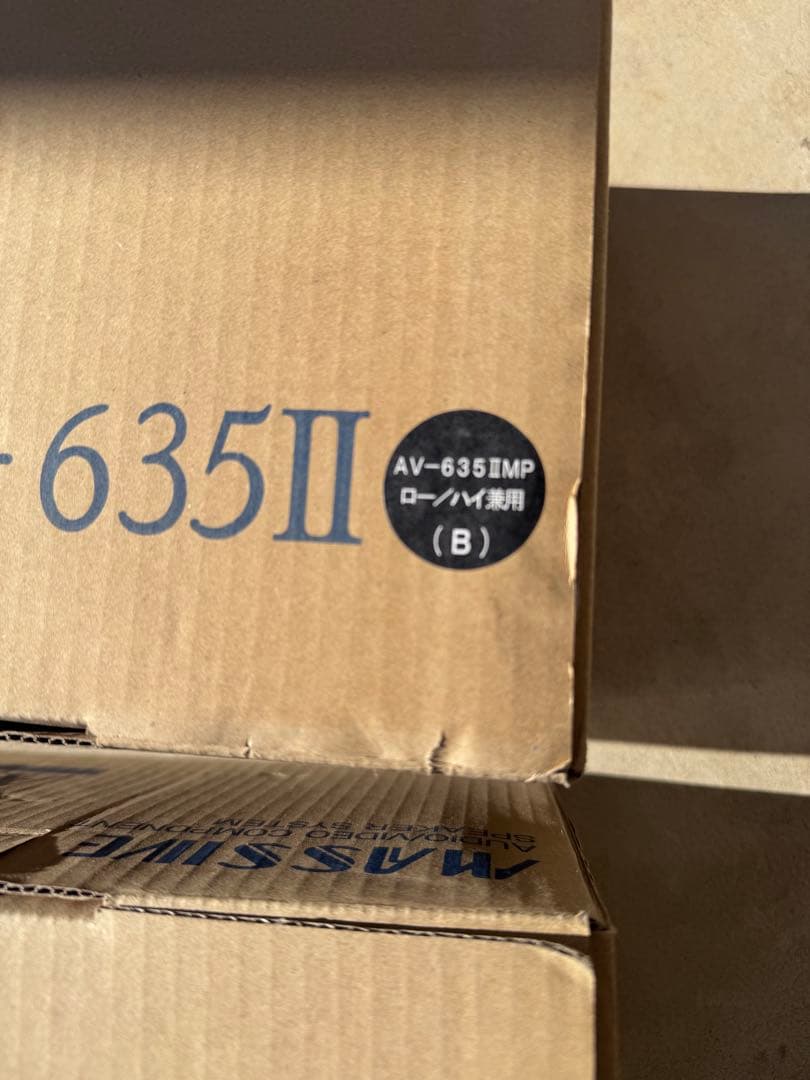 -635II
AV-635ⅡMP
ロー/ハイ兼用
(B)
MASSIVE
AUDIO/VIDEO COMPONENT
SPEAKER SYSTEM